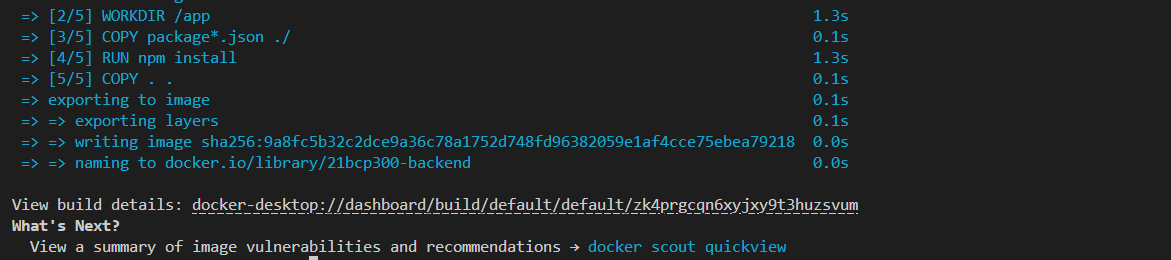 => [2/5] WORKDIR /app 1.3s
=> [3/5] COPY package*.json ./ 0.1s
=> [4/5] RUN npm install 1.3s
=> [5/5] COPY . . 0.1s
=> exporting to image 0.1s
=> => exporting layers 0.1s
=> => writing image sha256:9a8fc5b32c2dce9a36c78a1752d748fd96382059e1af4cce75ebea79218 0.0s
=> => naming to docker.io/library/21bcp300-backend 0.0s
View build details: docker-desktop://dashboard/build/default/default/zk4prgcqn6xyjxy9t3huzsvum
What's Next?
View a summary of image vulnerabilities and recommendations → docker scout quickview